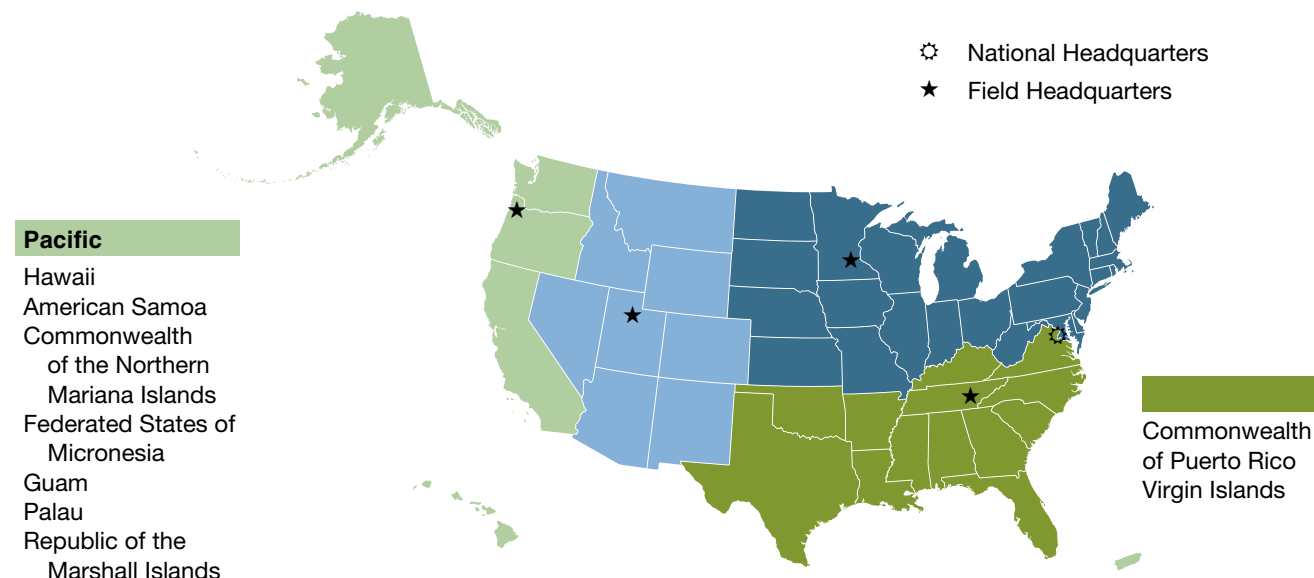 National Headquarters
Field Headquarters
Pacific
Hawaii
American Samoa
Commonwealth
of the Northern
Mariana Islands
Federated States of
Micronesia
Guam
Palau
Republic of the
Marshall Islands
Commonwealth
of Puerto Rico
Virgin Islands